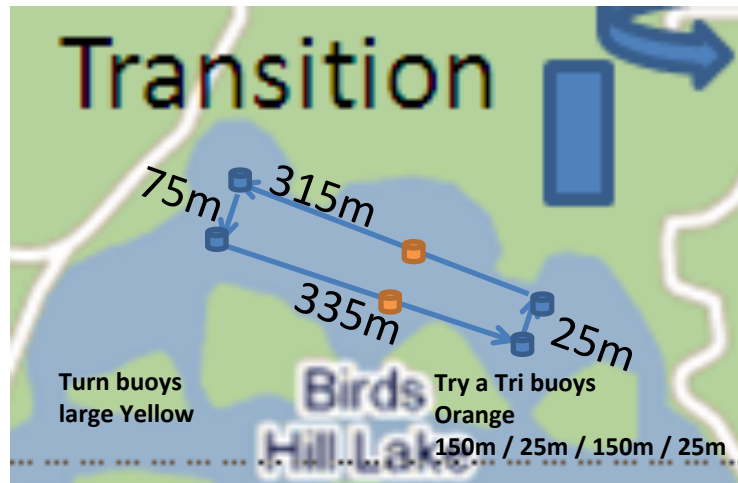 Transition
315m
75m
335m
25m
Turn buoys
large Yellow
Birds
Hill Lake
Try a Tri buoys
Orange
150m / 25m / 150m / 25m